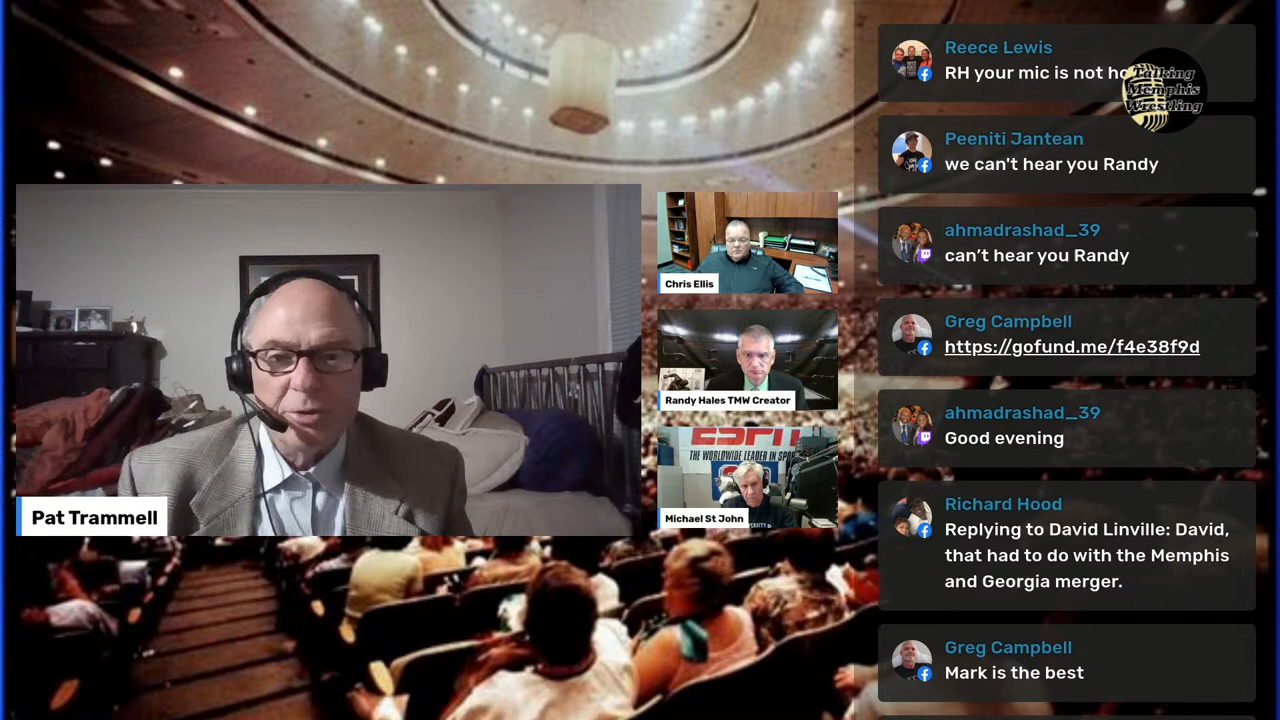 Reece Lewis
RH your mic is not
Talking
Memphis
Wrestling
Peeniti Jantean
we can't hear you Randy
ahmadrashad_39
can’t hear you Randy
Greg Campbell
https://gofund.me/f4e38f9d
ahmadrashad_39
Good evening
Richard Hood
Replying to David Linville: David,
that had to do with the Memphis
and Georgia merger.
Greg Campbell
Mark is the best
Chris Ellis
Randy Hales TMW Creator
ESPN
THE WORLDWIDE LEADER IN
Michael St John
Pat Trammell